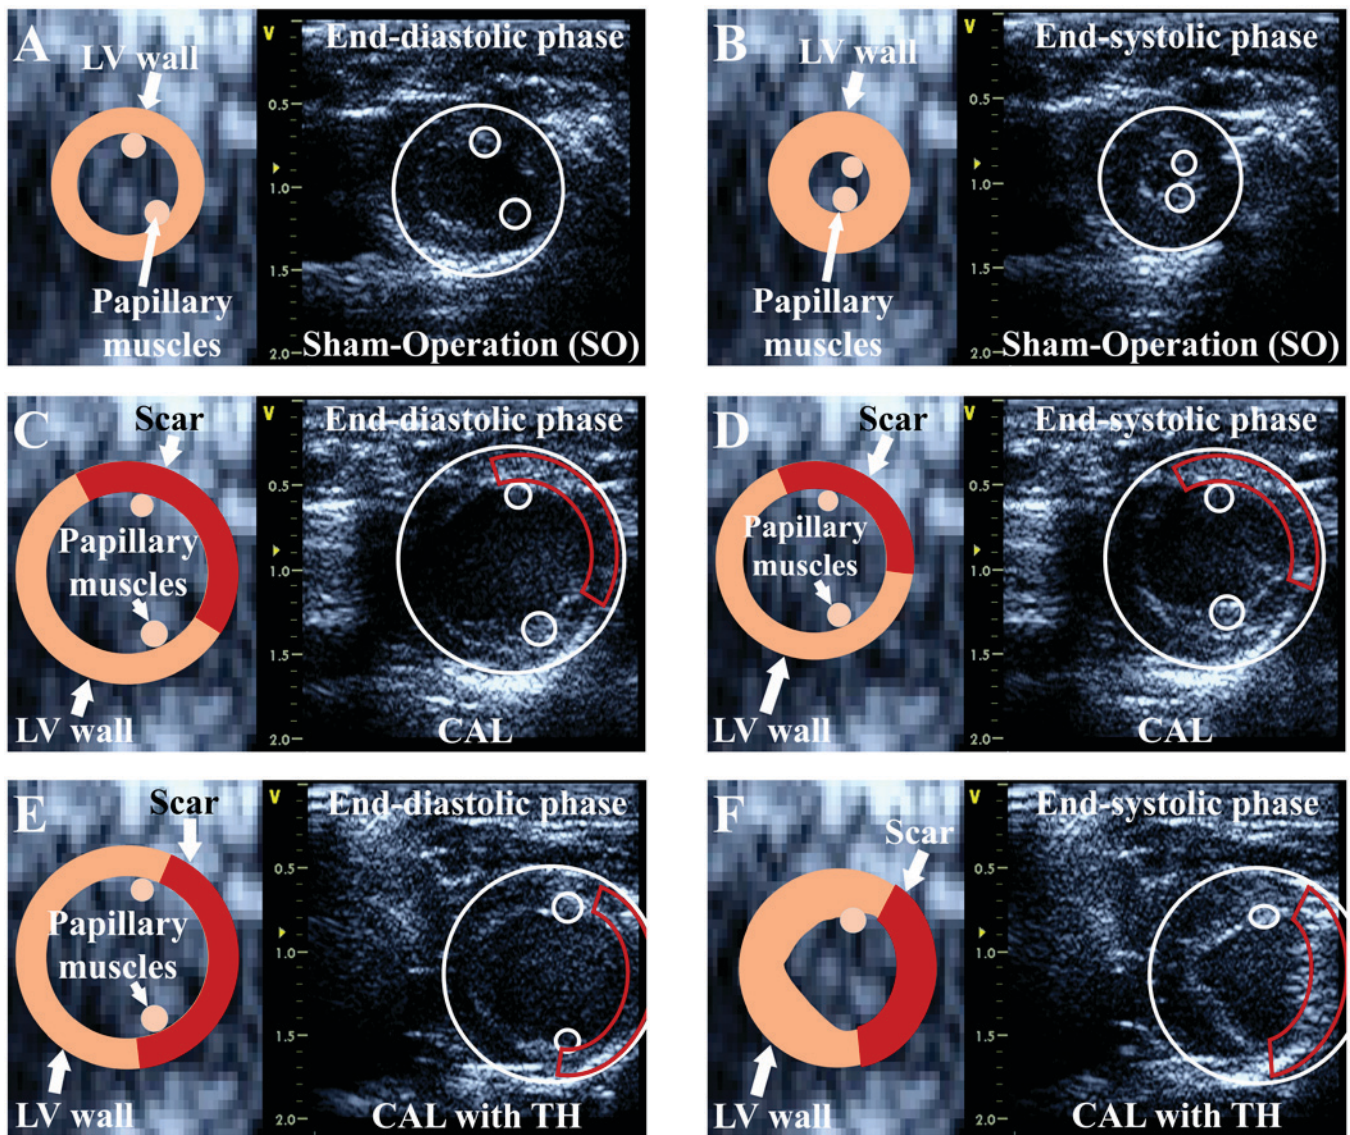 A
LV wall
Papillary
muscles
V
End-diastolic phase
0.5
1.0
1.5
2.0
Sham-Operation (SO)
B
LV wall
Papillary
muscles
V
End-systolic phase
0.5
1.0
1.5
2.0
Sham-Operation (SO)
C
Scar
Papillary
muscles
LV wall
V
End-diastolic phase
0.5
1.0
1.5
2.0
CAL
D
Scar
Papillary
muscles
LV wall
V
End-systolic phase
0.5
1.0
1.5
2.0
CAL
E
Scar
Papillary
muscles
LV wall
V
End-diastolic phase
0.5
1.0
1.5
2.0
CAL with TH
F
Scar
LV wall
V
End-systolic phase
0.5
1.0
1.5
2.0
CAL with TH